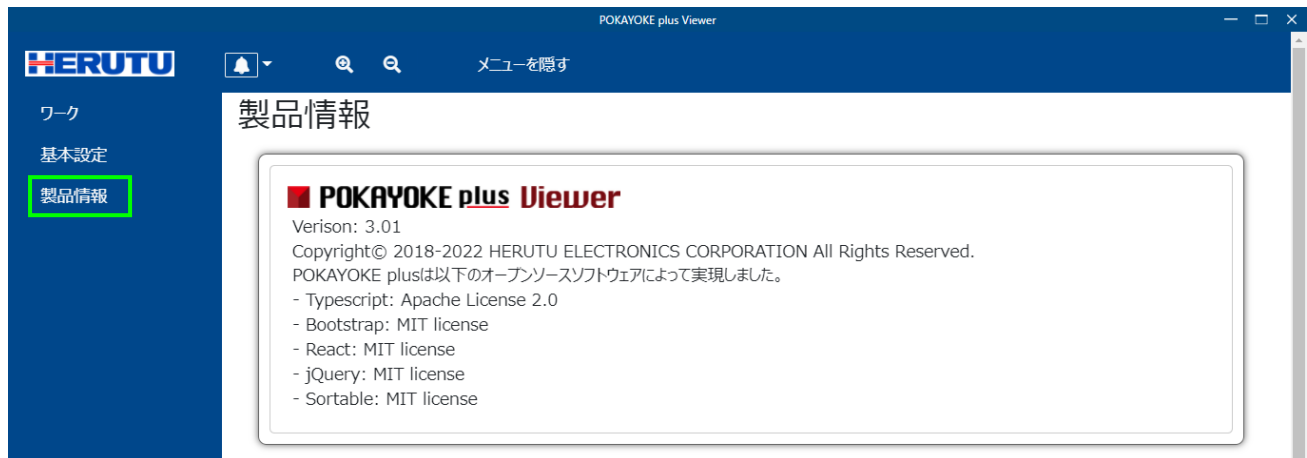 POKAYOKE plus Viewer
HERUTU
メニューを隠す
ワーク
基本設定
製品情報
製品情報
POKAYOKE plus Viewer
Verison: 3.01
Copyright© 2018-2022 HERUTU ELECTRONICS CORPORATION All Rights Reserved.
POKAYOKE plusは以下のオープンソースソフトウェアによって実現しました。
- Typescript: Apache License 2.0
- Bootstrap: MIT license
- React: MIT license
- jQuery: MIT license
- Sortable: MIT license